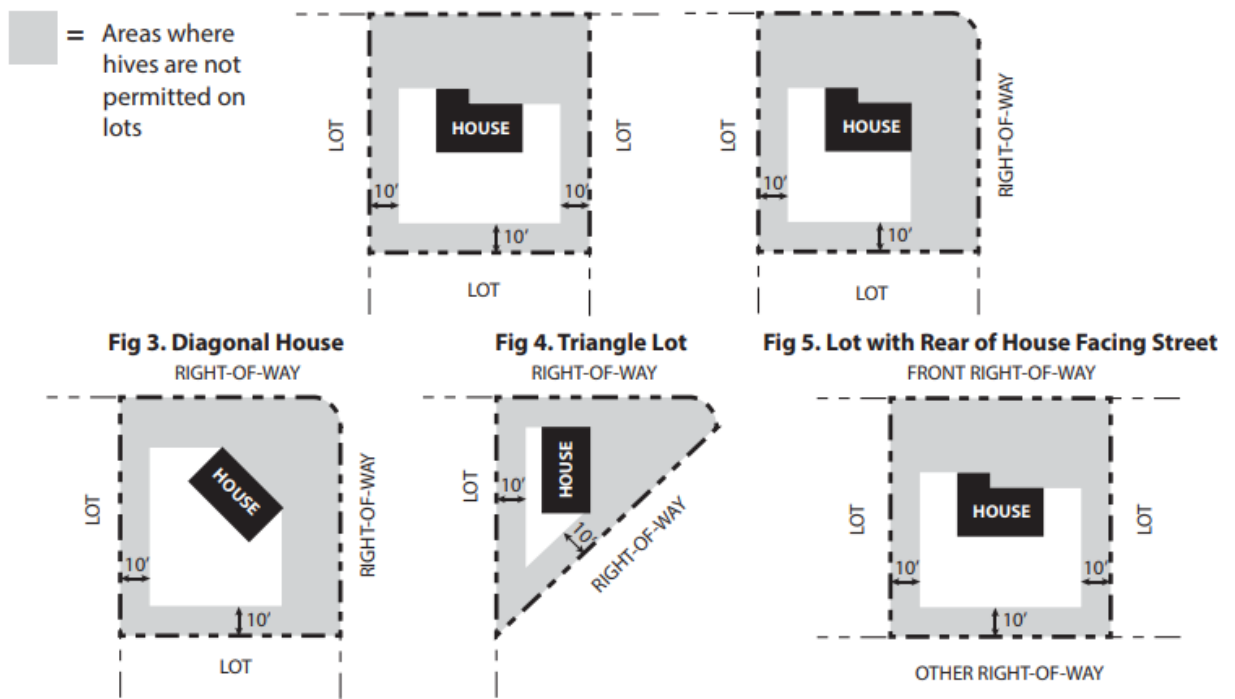 = Areas where
hives are not
permitted on
lots
LOT
HOUSE
LOT
10'
10'
10'
LOT
LOT
HOUSE
RIGHT-OF-WAY
10'
10'
LOT
Fig 3. Diagonal House
RIGHT-OF-WAY
LOT
HOUSE
RIGHT-OF-WAY
10'
10'
LOT
Fig 4. Triangle Lot
RIGHT-OF-WAY
LOT
HOUSE
10'
10'
RIGHT-OF-WAY
Fig 5. Lot with Rear of House Facing Street
FRONT RIGHT-OF-WAY
LOT
HOUSE
LOT
10'
10'
10'
OTHER RIGHT-OF-WAY